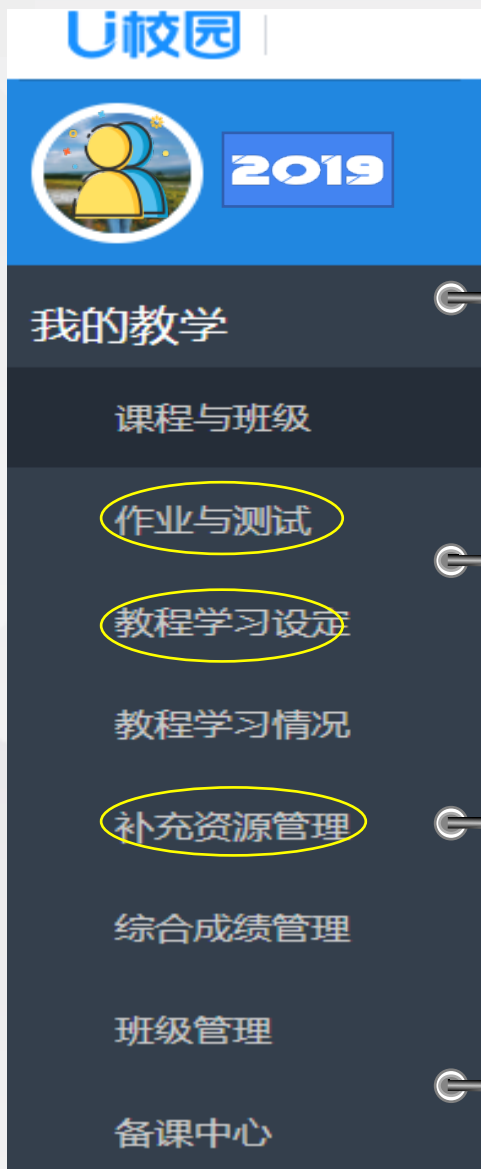 U校园
2019
我的教学
课程与班级
作业与测试
教程学习设定
教程学习情况
补充资源管理
综合成绩管理
班级管理
备课中心